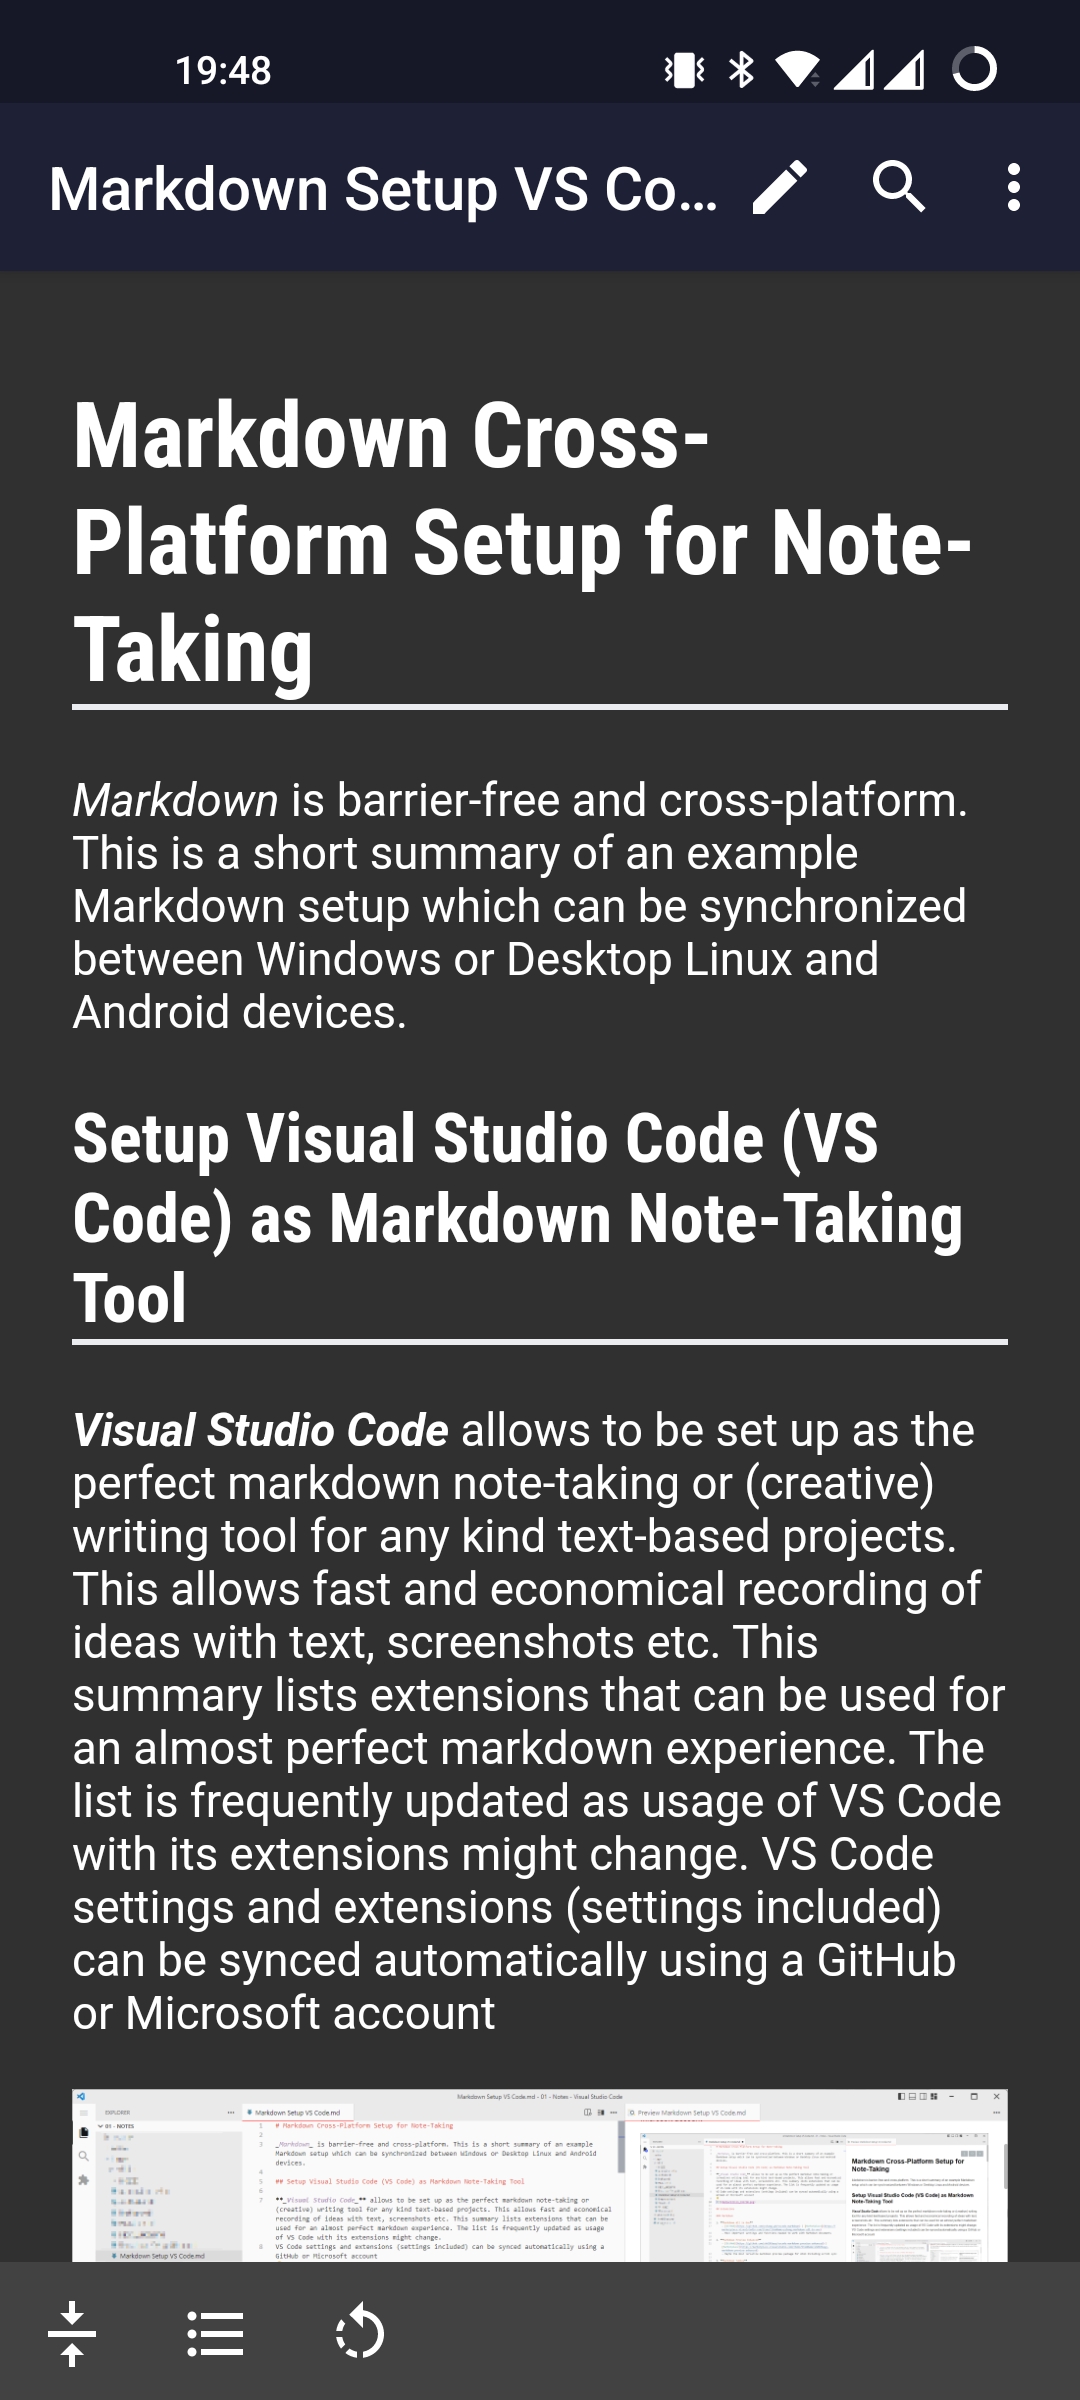 19:48
Markdown Setup VS Co...
Markdown Cross-
Platform Setup for Note-
Taking
Markdown is barrier-free and cross-platform.
This is a short summary of an example
Markdown setup which can be synchronized
between Windows or Desktop Linux and
Android devices.
Setup Visual Studio Code (VS
Code) as Markdown Note-Taking
Tool
Visual Studio Code allows to be set up as the
perfect markdown note-taking or (creative)
writing tool for any kind text-based projects.
This allows fast and economical recording of
ideas with text, screenshots etc. This
summary lists extensions that can be used for
an almost perfect markdown experience. The
list is frequently updated as usage of VS Code
with its extensions might change. VS Code
settings and extensions (settings included)
can be synced automatically using a GitHub
or Microsoft account
Markdown Setup VS Code.md - 01 - Notes - Visual Studio Code
EXPLORER
01 - NOTES
Markdown Setup VS Code.md
Markdown Setup VS Code.md
1 # Markdown Cross-Platform Setup for Note-Taking
2
3 _Markdown_ is barrier-free and cross-platform. This is a short summary of an example
Markdown setup which can be synchronized between Windows or Desktop Linux and Android
devices.
4
5 ## Setup Visual Studio Code (VS Code) as Markdown Note-Taking Tool
6
7 **_Visual Studio Code_** allows to be set up as the perfect markdown note-taking or
(creative) writing tool for any kind text-based projects. This allows fast and economical
recording of ideas with text, screenshots etc. This summary lists extensions that can be
used for an almost perfect markdown experience. The list is frequently updated as usage
of VS Code with its extensions might change.
8 VS Code settings and extensions (settings included) can be synced automatically using a
GitHub or Microsoft account
Preview Markdown Setup VS Code.md
Markdown Cross-Platform Setup for
Note-Taking
Setup Visual Studio Code (VS Code) as Markdown
Note-Taking Tool